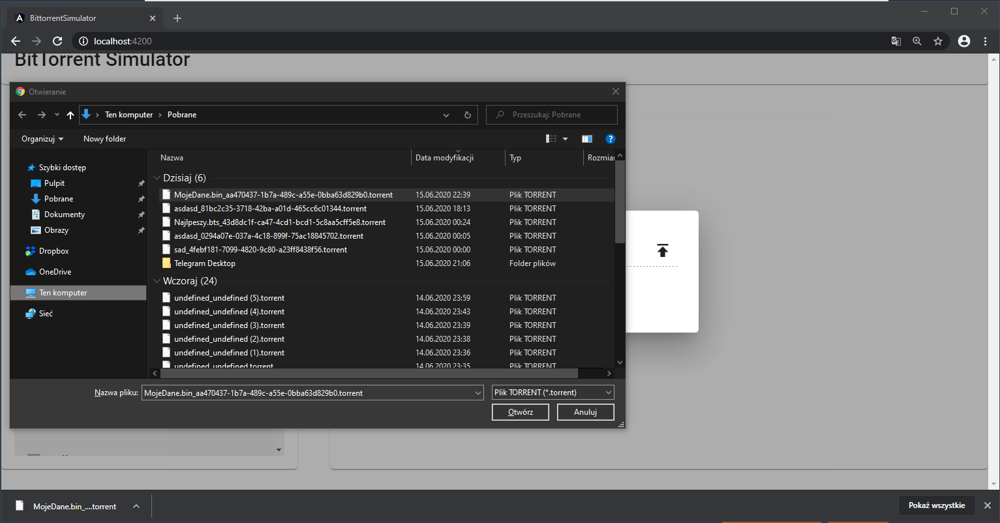 BittorrentSimulator
localhost:4200
BitTorrent Simulator
Otwieranie
Ten komputer > Pobrane
Przeszukaj: Pobrane
Organizuj
Nowy folder
Nazwa Data modyfikacji Typ Rozmiar
Szybki dostęp
Pulpit
Pobrane
Dokumenty
Obrazy
Dropbox
OneDrive
Ten komputer
Sieć
Dzisiaj (6)
MojeDane.bin_aa470437-1b7a-489c-a55e-0bba63d829b0.torrent 15.06.2020 22:39 Plik TORRENT
asdasd_81bc2c35-3718-42ba-a01d-465cc6c01344.torrent 15.06.2020 18:13 Plik TORRENT
Najlpeszy.bts_43d8dc1f-ca47-4cd1-bcd1-5c8aa5cff5e8.torrent 15.06.2020 00:24 Plik TORRENT
asdasd_0294a07e-037a-4c18-899f-75ac18845702.torrent 15.06.2020 00:05 Plik TORRENT
sad_4febf181-7099-4820-9c80-a23ff8438f56.torrent 15.06.2020 00:00 Plik TORRENT
Telegram Desktop 15.06.2020 21:06 Folder plików
Wczoraj (24)
undefined_undefined (5).torrent 14.06.2020 23:59 Plik TORRENT
undefined_undefined (4).torrent 14.06.2020 23:43 Plik TORRENT
undefined_undefined (3).torrent 14.06.2020 23:39 Plik TORRENT
undefined_undefined (2).torrent 14.06.2020 23:38 Plik TORRENT
undefined_undefined (1).torrent 14.06.2020 23:36 Plik TORRENT
undefined_undefined.torrent 14.06.2020 23:35 Plik TORRENT
Nazwa pliku: MojeDane.bin_aa470437-1b7a-489c-a55e-0bba63d829b0.torrent
Plik TORRENT (*.torrent)
Otwórz Anuluj
MojeDane.bin_....torrent
Pokaż wszystkie